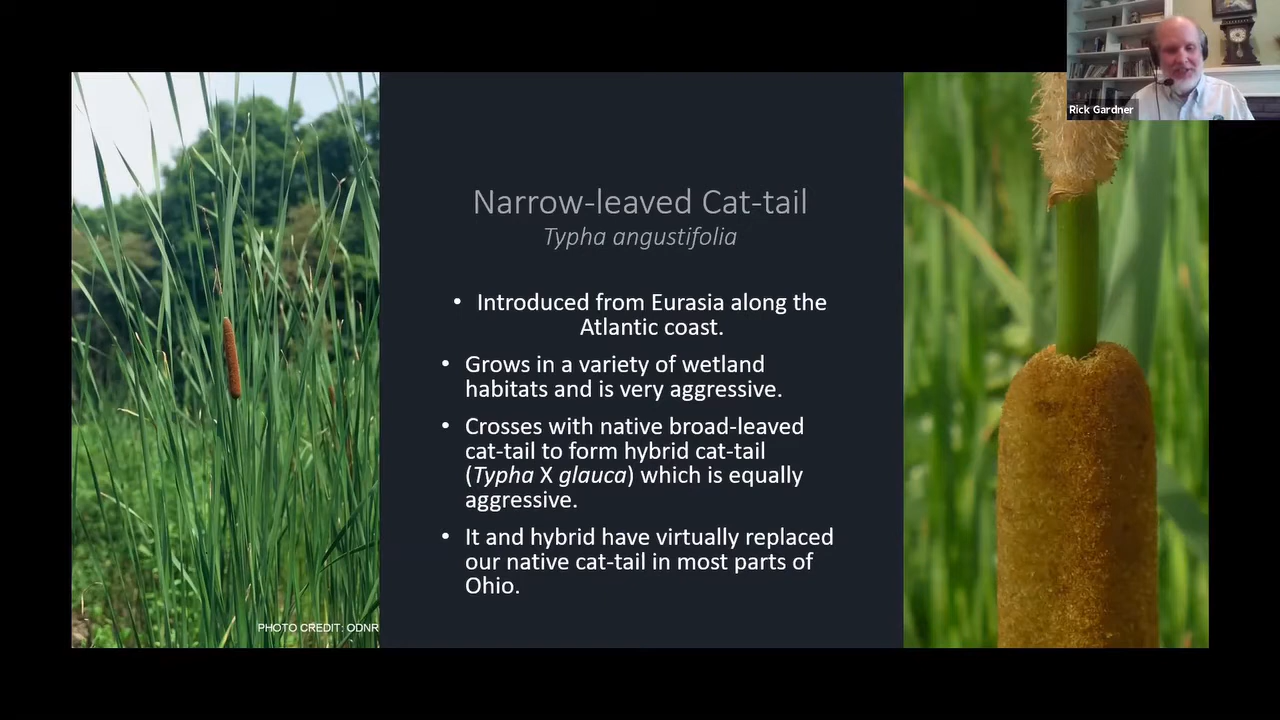 Rick Gardner
Narrow-leaved Cat-tail
Typha angustifolia
• Introduced from Eurasia along the
Atlantic coast.
• Grows in a variety of wetland
habitats and is very aggressive.
• Crosses with native broad-leaved
cat-tail to form hybrid cat-tail
(Typha X glauca) which is equally
aggressive.
• It and hybrid have virtually replaced
our native cat-tail in most parts of
Ohio.
PHOTO CREDIT: ODNR